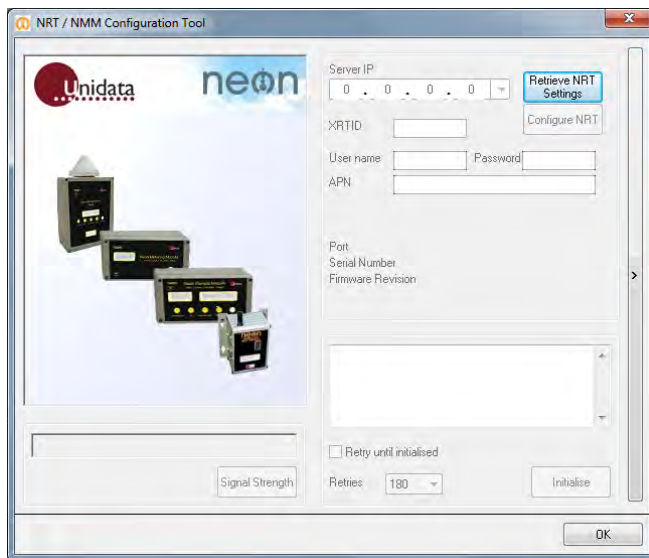 NRT / NMM Configuration Tool
Unidata
neon
Server IP
0 . 0 . 0 . 0
Retrieve NRT
Settings
XRTID
Configure NRT
User name
Password
APN
Port
Serial Number
Firmware Revision
Retry until initialised
Signal Strength
Retries
180
Initialise
OK